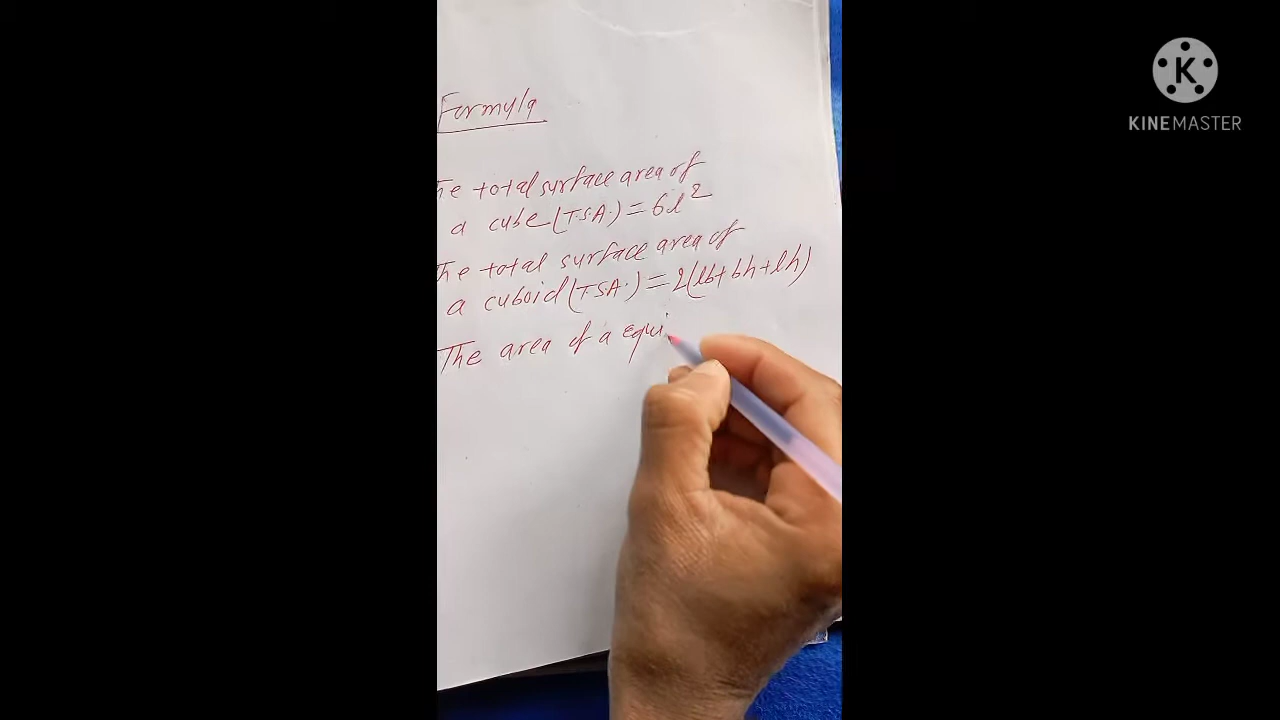 Formula
The total surface area of
a cube (T.S.A.) = 6l²
The total surface area of
a cuboid (T.S.A.) = 2(lb+bh+lh)
The area of a equi
K
KINEMASTER